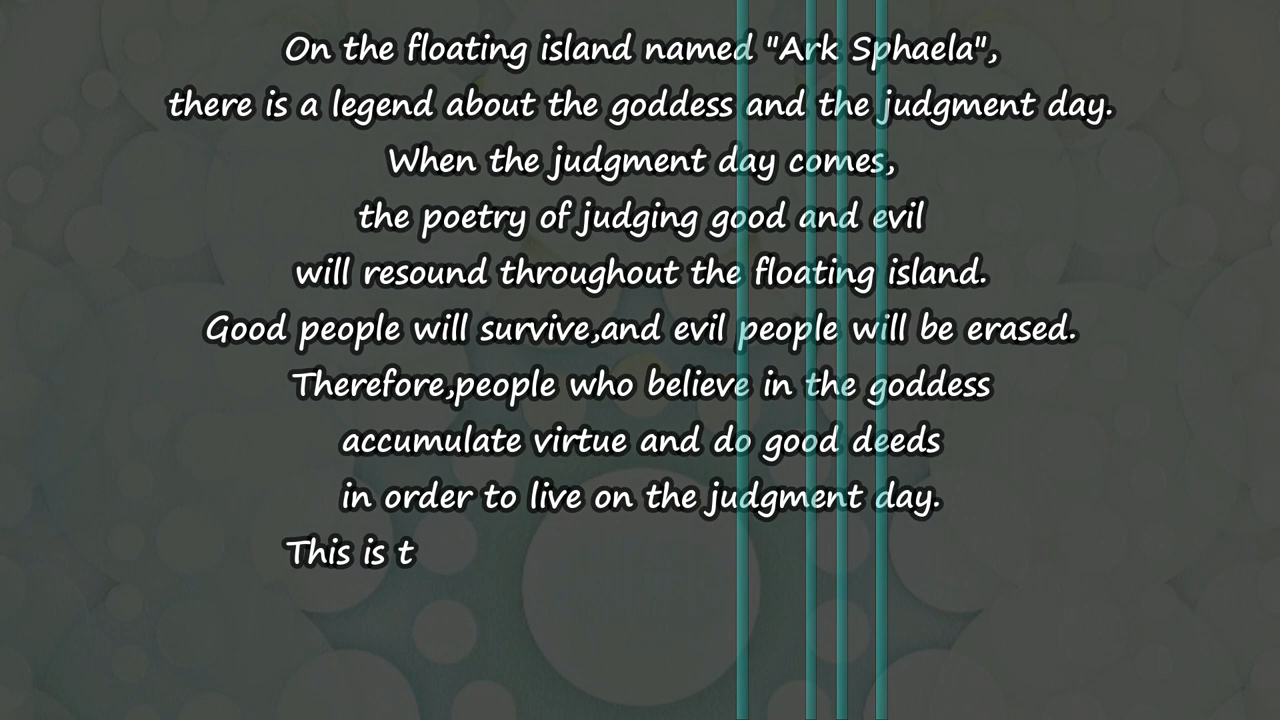 On the floating island named "Ark Sphaela",
there is a legend about the goddess and the judgment day.
When the judgment day comes,
the poetry of judging good and evil
will resound throughout the floating island.
Good people will survive,and evil people will be erased.
Therefore,people who believe in the goddess
accumulate virtue and do good deeds
in order to live on the judgment day.
This is t